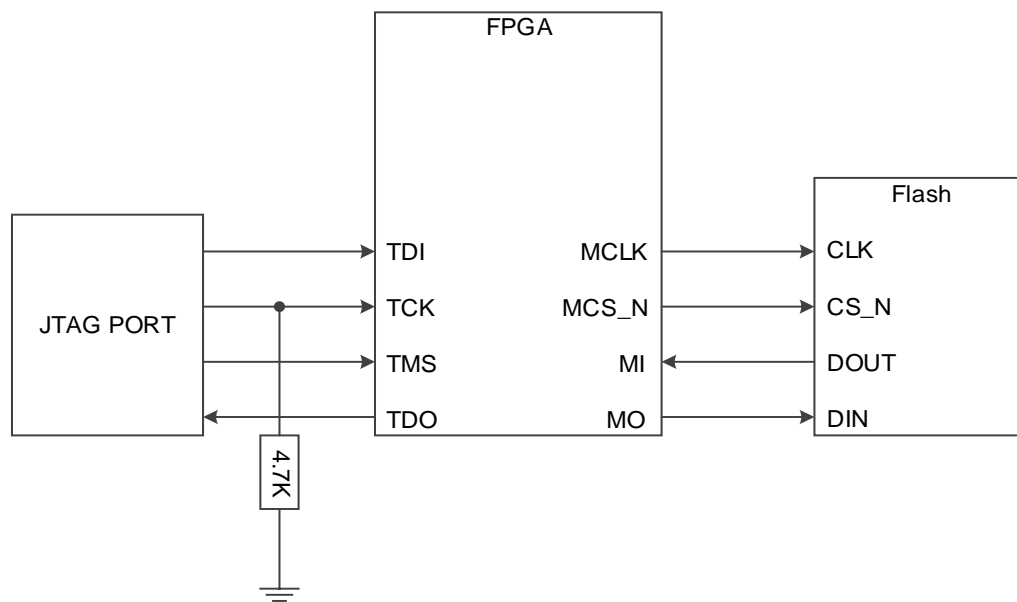 FPGA
Flash
TDI
MCLK
CLK
JTAG PORT
TCK
MCS_N
CS_N
TMS
MI
DOUT
TDO
MO
DIN
4.7K